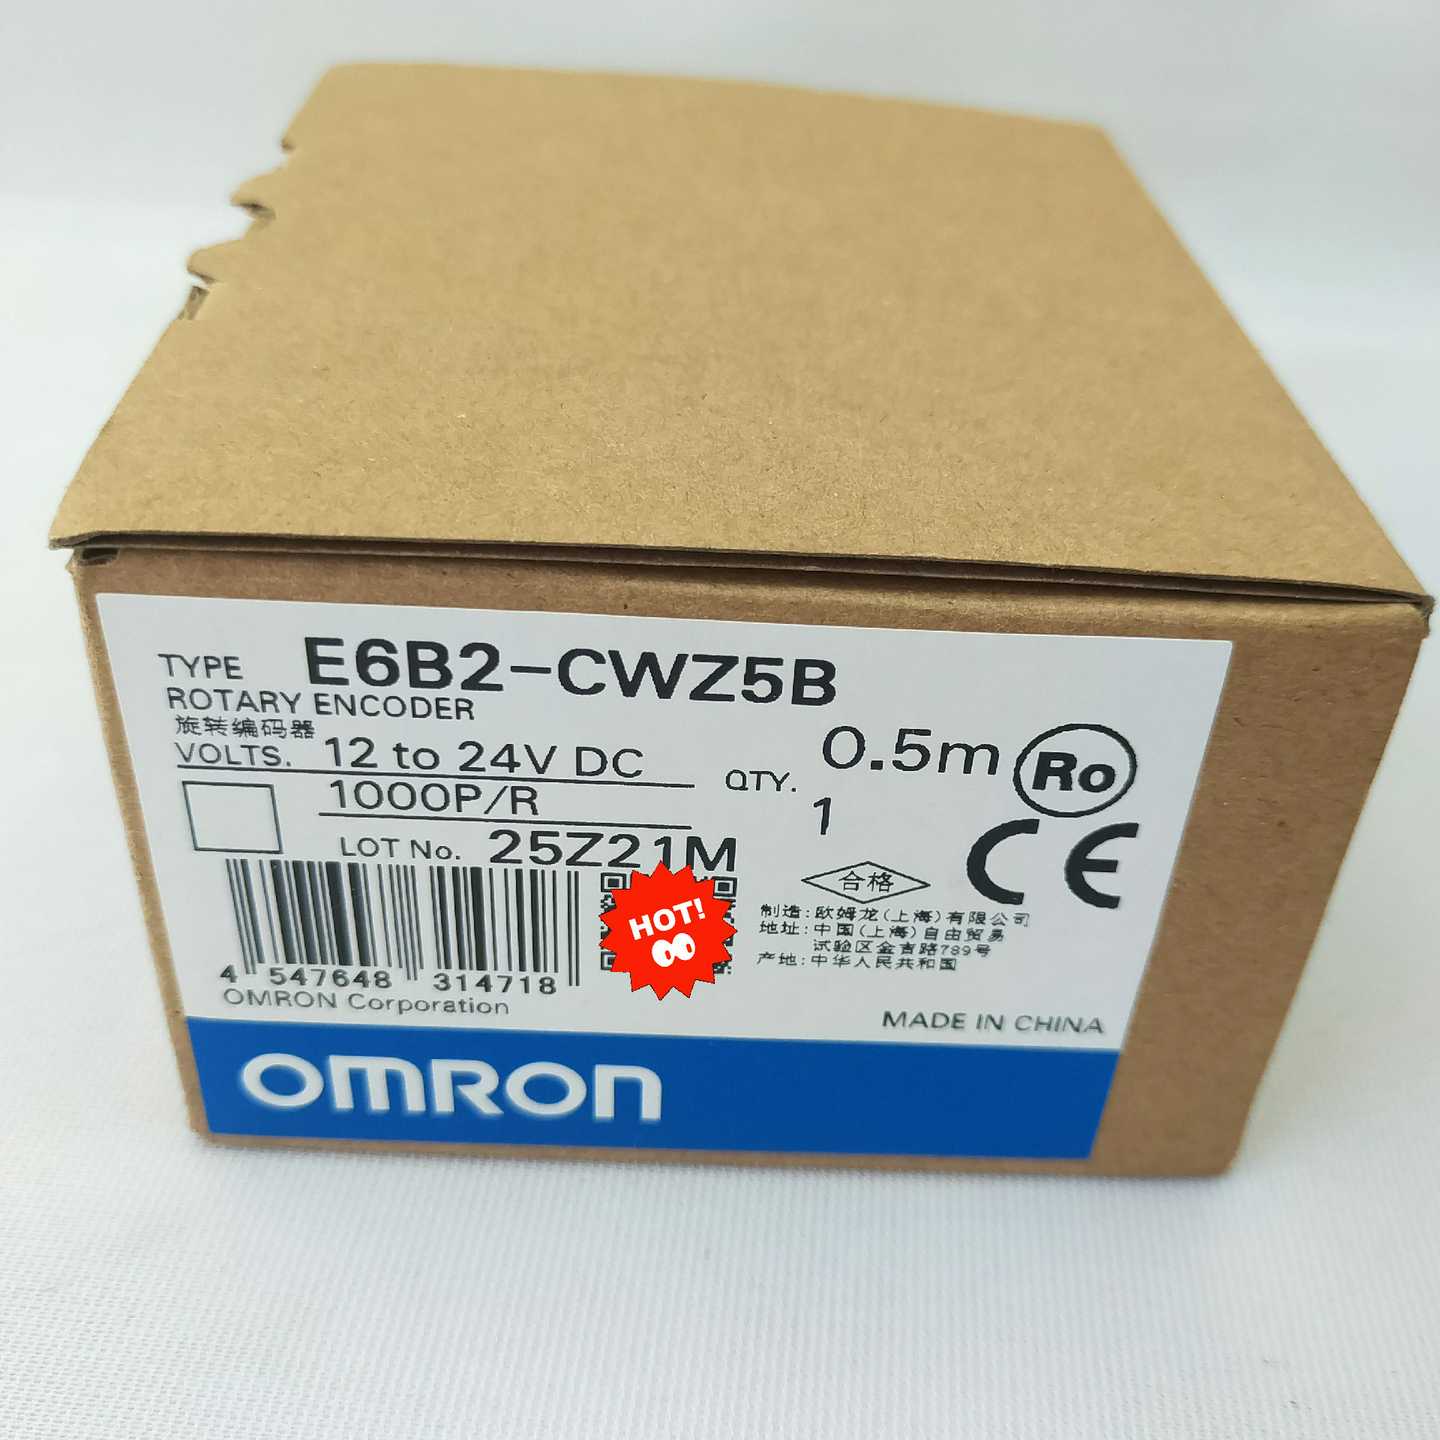 TYPE E6B2-CWZ5B
ROTARY ENCODER
旋转编码器
VOLTS. 12 to 24V DC
0.5m
Ro
1000P/R
QTY. 1
LOT No. 25Z21M
CE
合格
HOT!
制造:欧姆龙(上海)有限公司
地址:中国(上海)自由贸易
试验区金吉路789号
产地:中华人民共和国
4 547648 314718
OMRON Corporation
MADE IN CHINA
OMRON